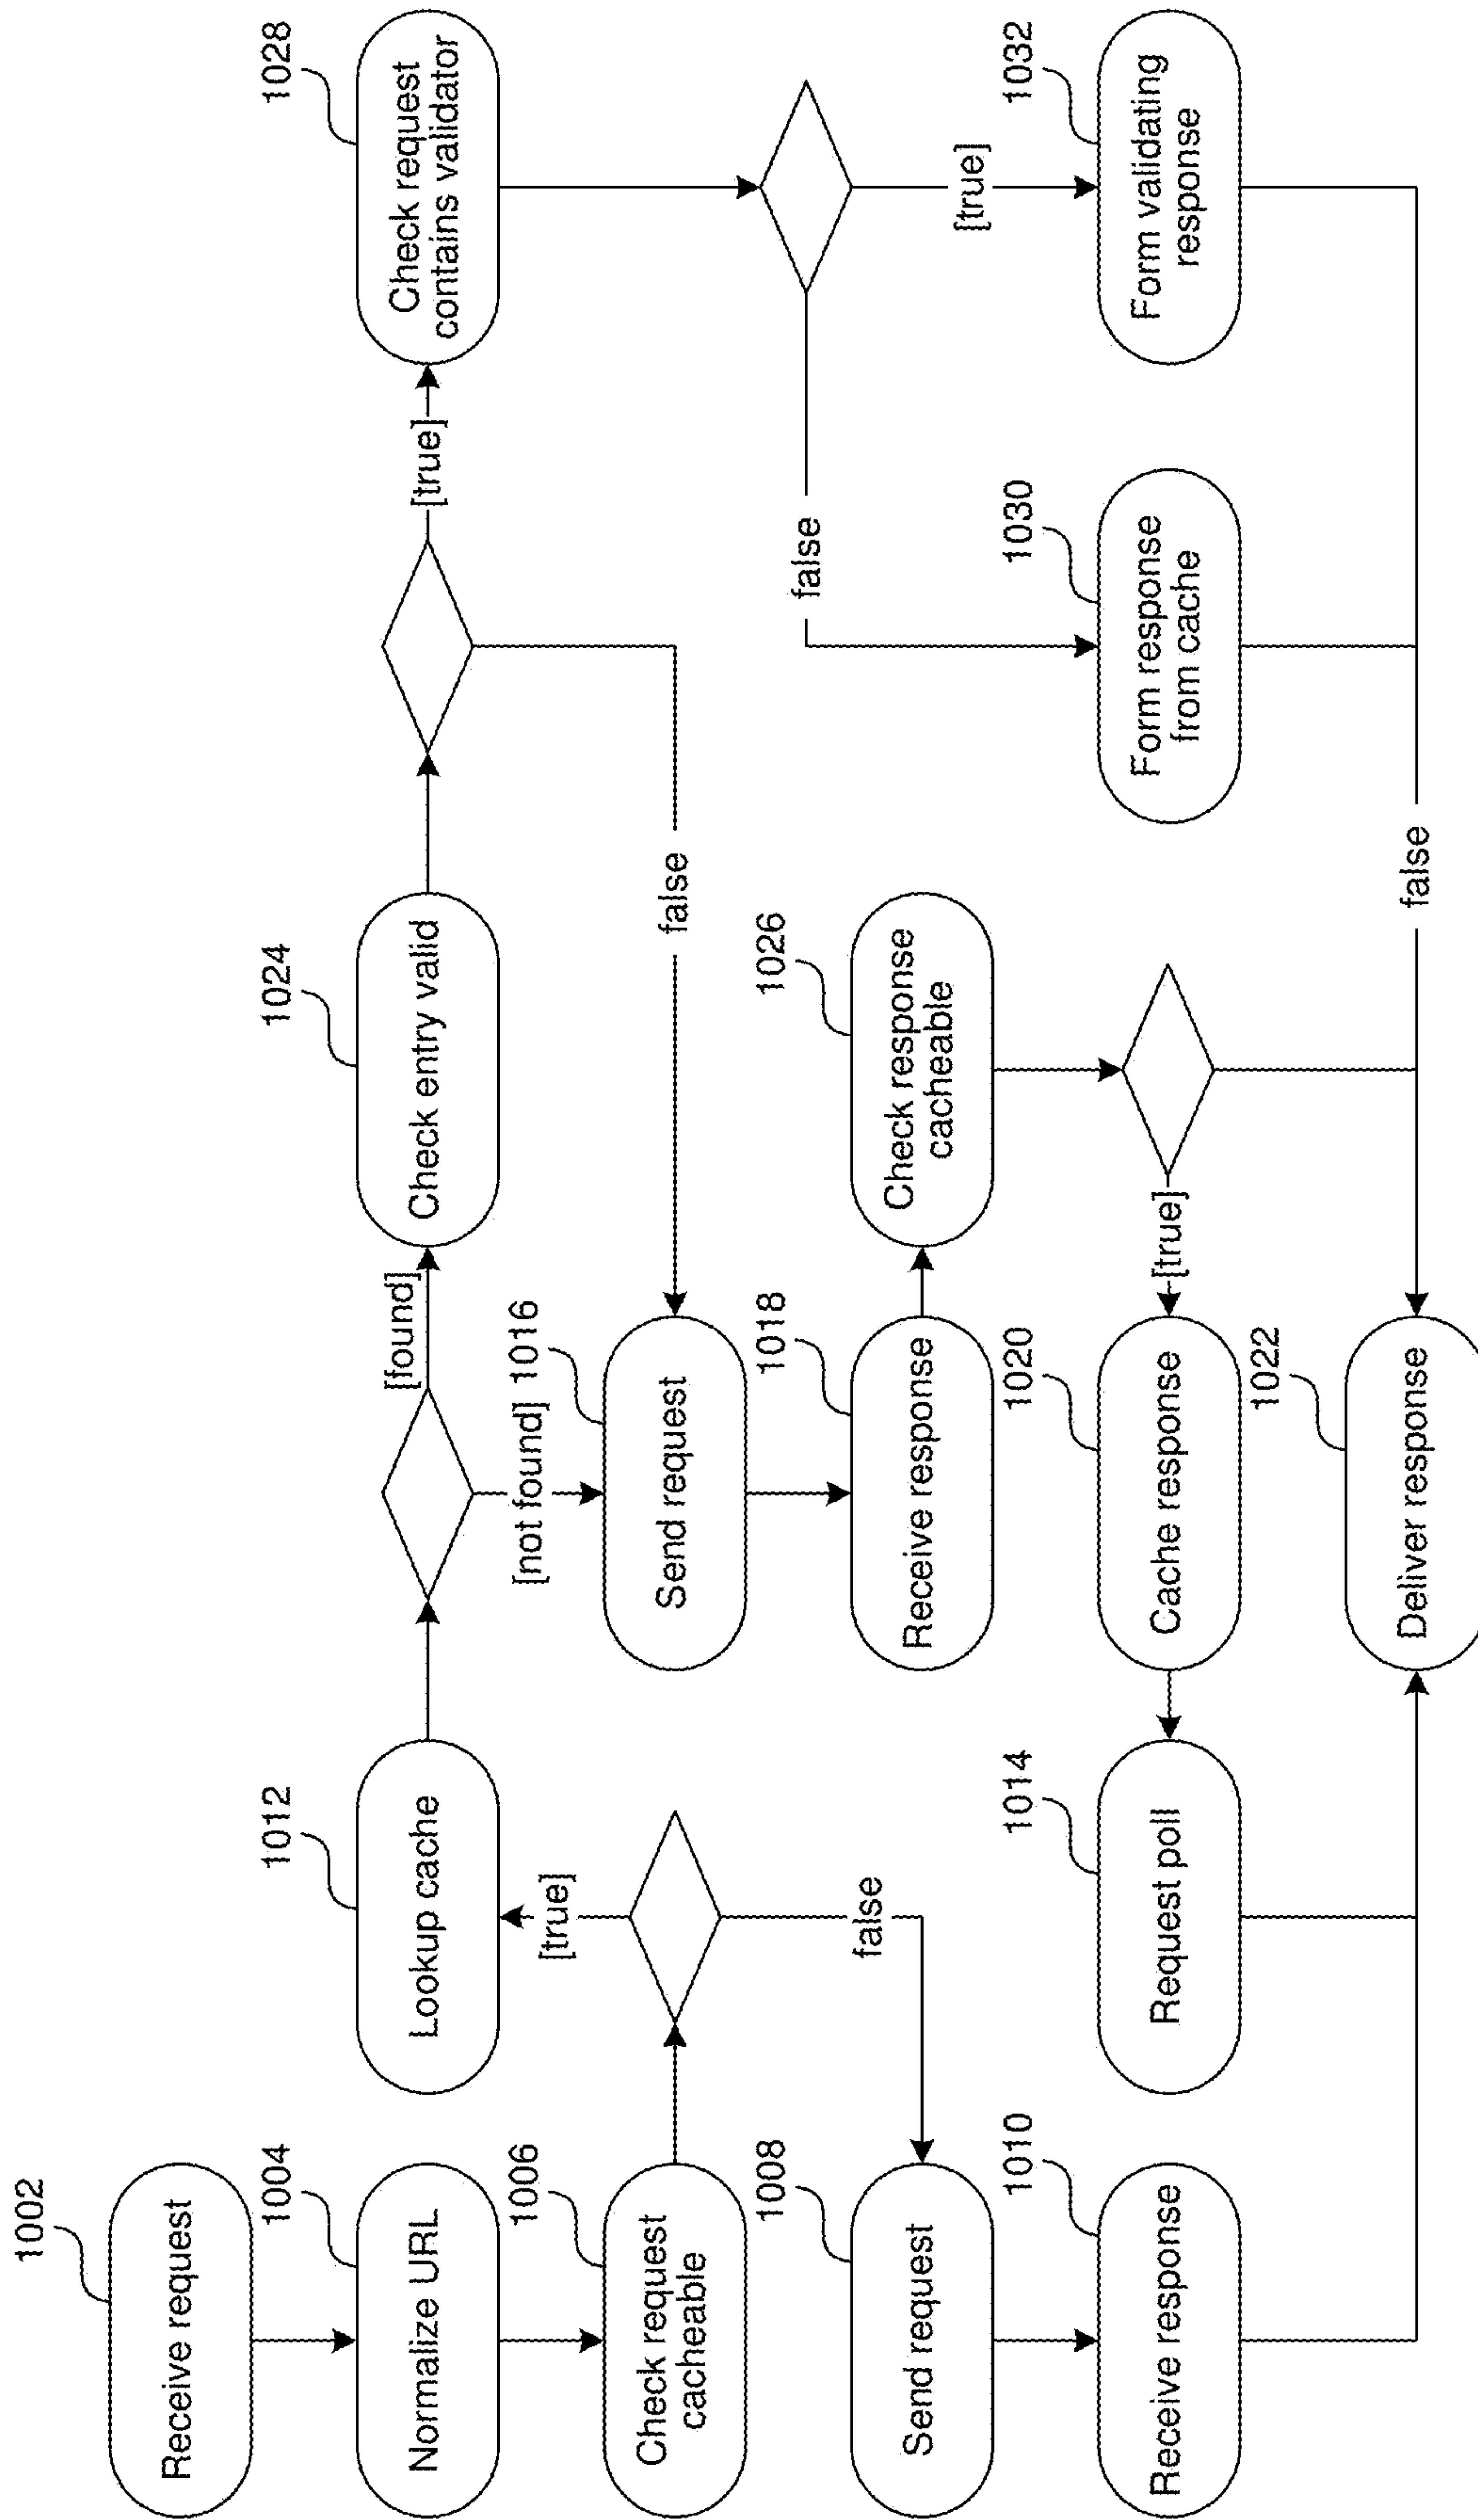 1002
Receive request
1004
Normalize URL
1006
Check request
cacheable
1008
Send request
1010
Receive response
1012
Lookup cache
[true]
false
1014
Request poll
[found]
[not found]
1016
Send request
1018
Receive response
1020
Cache response
1022
Deliver response
1024
Check entry valid
false
1026
Check response
cacheable
[true]
false
[true]
1028
Check request
contains validator
false
[true]
1030
Form response
from cache
1032
Form validating
response